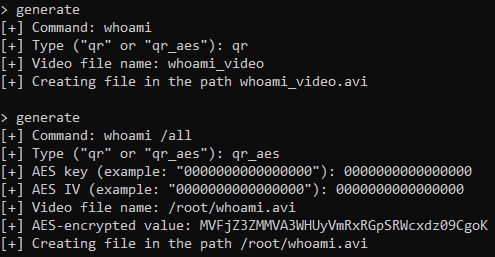 > generate
[+] Command: whoami
[+] Type ("qr" or "qr_aes"): qr
[+] Video file name: whoami_video
[+] Creating file in the path whoami_video.avi
> generate
[+] Command: whoami /all
[+] Type ("qr" or "qr_aes"): qr_aes
[+] AES key (example: "0000000000000000"): 0000000000000000
[+] AES IV (example: "0000000000000000"): 0000000000000000
[+] Video file name: /root/whoami.avi
[+] AES-encrypted value: MVFjZ3ZMMVA3WHUyVmRxRGpSRWcxdz09CgoK
[+] Creating file in the path /root/whoami.avi